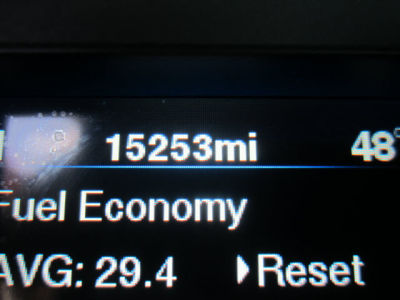 15253mi 48°
Fuel Economy
AVG: 29.4 Reset